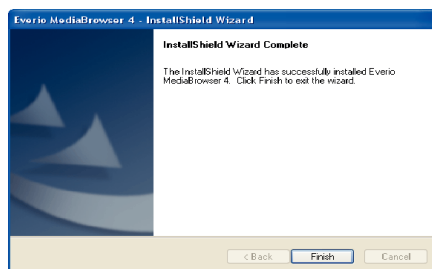 Everio MediaBrowser 4 - InstallShield Wizard
InstallShield Wizard Complete
The InstallShield Wizard has successfully installed Everio
MediaBrowser 4. Click Finish to exit the wizard.
< Back
Finish
Cancel